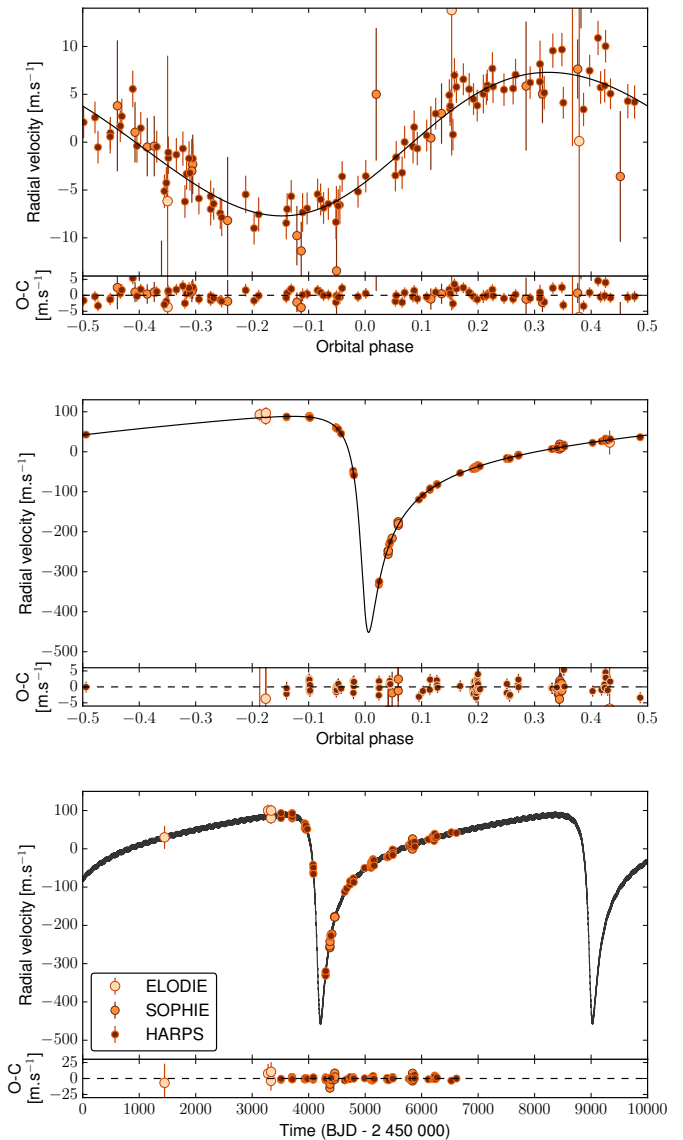 Radial velocity [m.s⁻¹]
10
5
0
−5
−10
O-C
[m.s⁻¹]
5
0
−5
−0.5 −0.4 −0.3 −0.2 −0.1 0.0 0.1 0.2 0.3 0.4 0.5
Orbital phase
Radial velocity [m.s⁻¹]
100
0
−100
−200
−300
−400
−500
O-C
[m.s⁻¹]
5
0
−5
−0.5 −0.4 −0.3 −0.2 −0.1 0.0 0.1 0.2 0.3 0.4 0.5
Orbital phase
Radial velocity [m.s⁻¹]
100
0
−100
−200
−300
−400
−500
ELODIE
SOPHIE
HARPS
O-C
[m.s⁻¹]
25
0
−25
0 1000 2000 3000 4000 5000 6000 7000 8000 9000 10000
Time (BJD - 2 450 000)